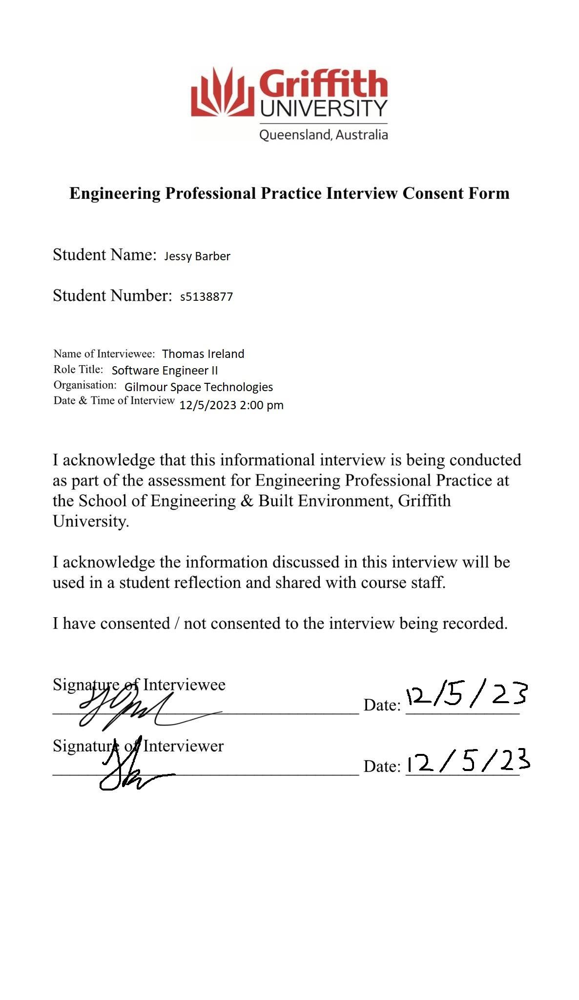 Griffith
UNIVERSITY
Queensland, Australia
Engineering Professional Practice Interview Consent Form
Student Name: Jessy Barber
Student Number: s5138877
Name of Interviewee: Thomas Ireland
Role Title: Software Engineer II
Organisation: Gilmour Space Technologies
Date & Time of Interview 12/5/2023 2:00 pm
I acknowledge that this informational interview is being conducted
as part of the assessment for Engineering Professional Practice at
the School of Engineering & Built Environment, Griffith
University.
I acknowledge the information discussed in this interview will be
used in a student reflection and shared with course staff.
I have consented / not consented to the interview being recorded.
Signature of Interviewee
Date: 12/5/23
Signature of Interviewer
Date: 12/5/23